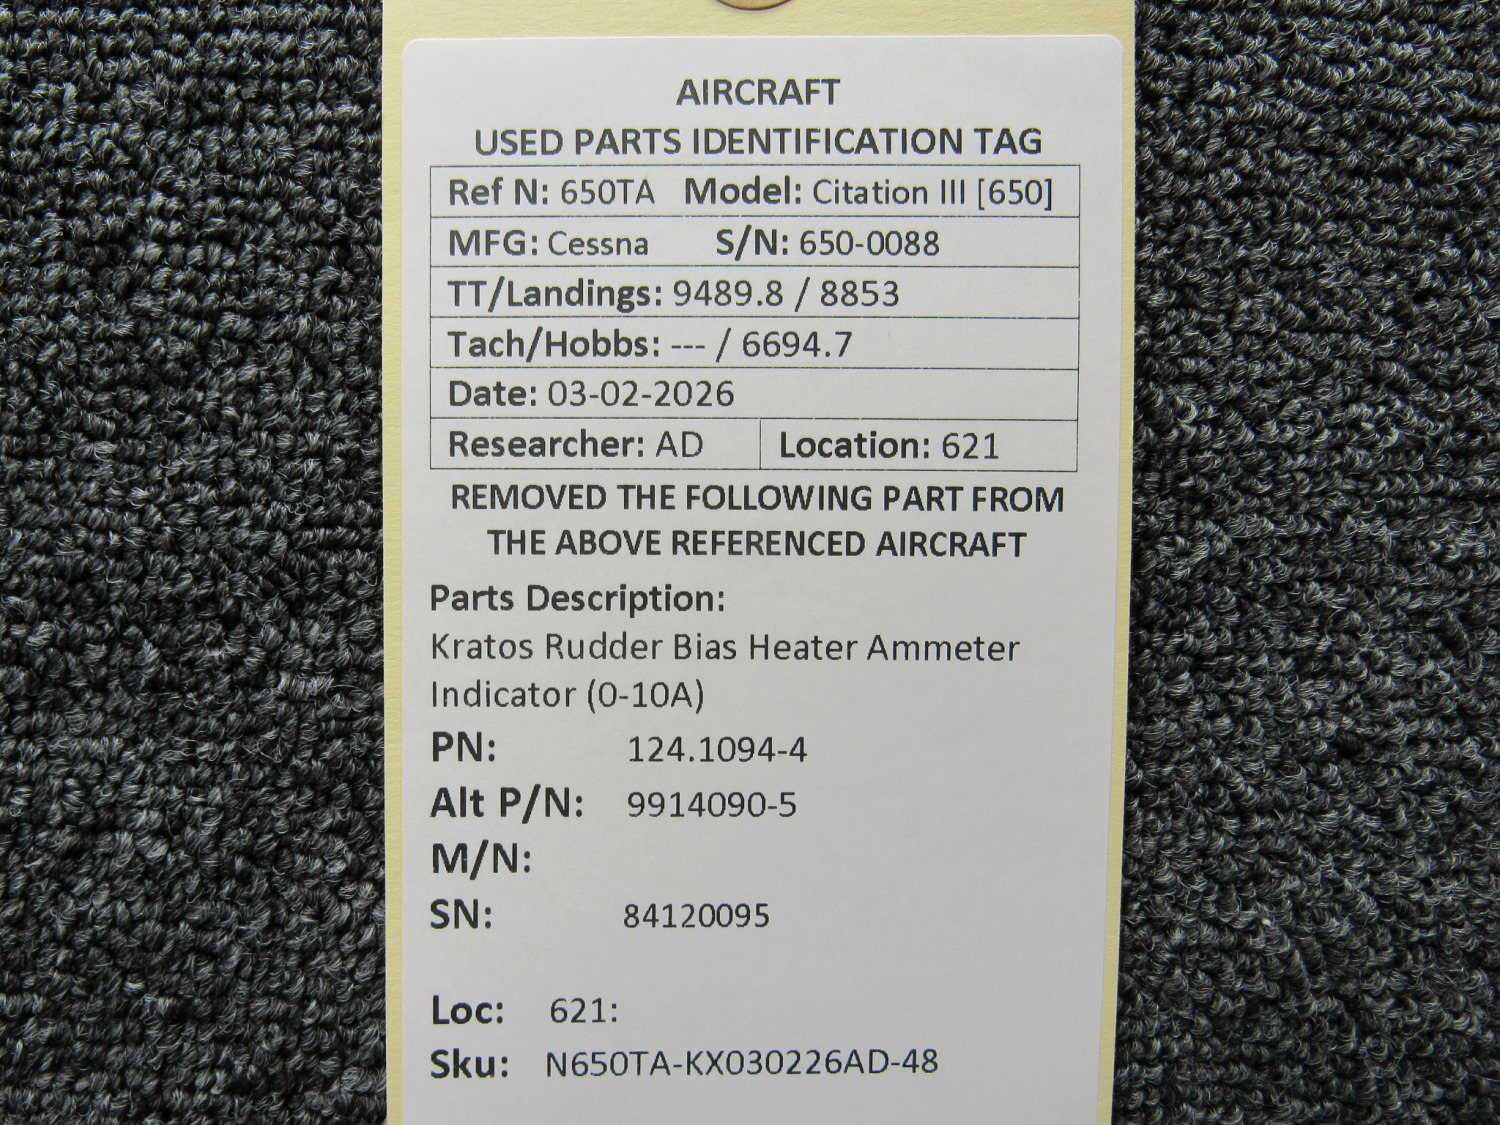 AIRCRAFT
USED PARTS IDENTIFICATION TAG
Ref N: 650TA Model: Citation III [650]
MFG: Cessna S/N: 650-0088
TT/Landings: 9489.8 / 8853
Tach/Hobbs: --- / 6694.7
Date: 03-02-2026
Researcher: AD Location: 621
REMOVED THE FOLLOWING PART FROM
THE ABOVE REFERENCED AIRCRAFT
Parts Description:
Kratos Rudder Bias Heater Ammeter
Indicator (0-10A)
PN: 124.1094-4
Alt P/N: 9914090-5
M/N:
SN: 84120095
Loc: 621:
Sku: N650TA-KX030226AD-48